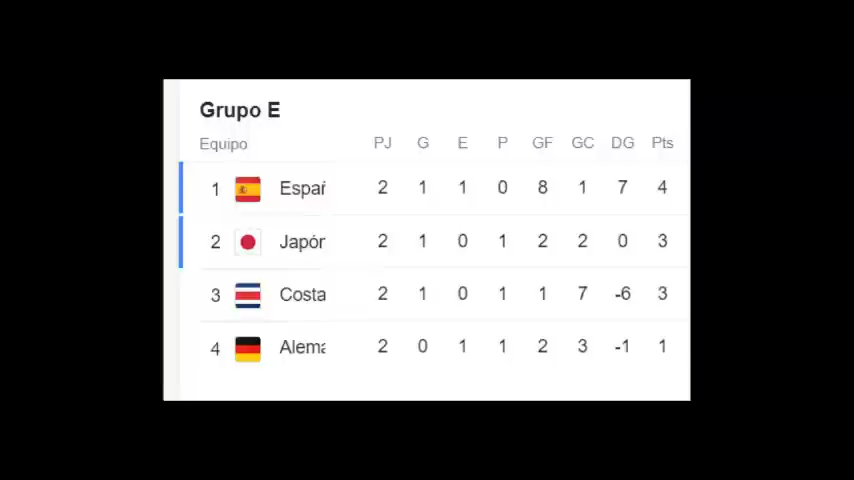 Grupo E
Equipo PJ G E P GF GC DG Pts
1 Españ 2 1 1 0 8 1 7 4
2 Japón 2 1 0 1 2 2 0 3
3 Costa 2 1 0 1 1 7 -6 3
4 Alema 2 0 1 1 2 3 -1 1